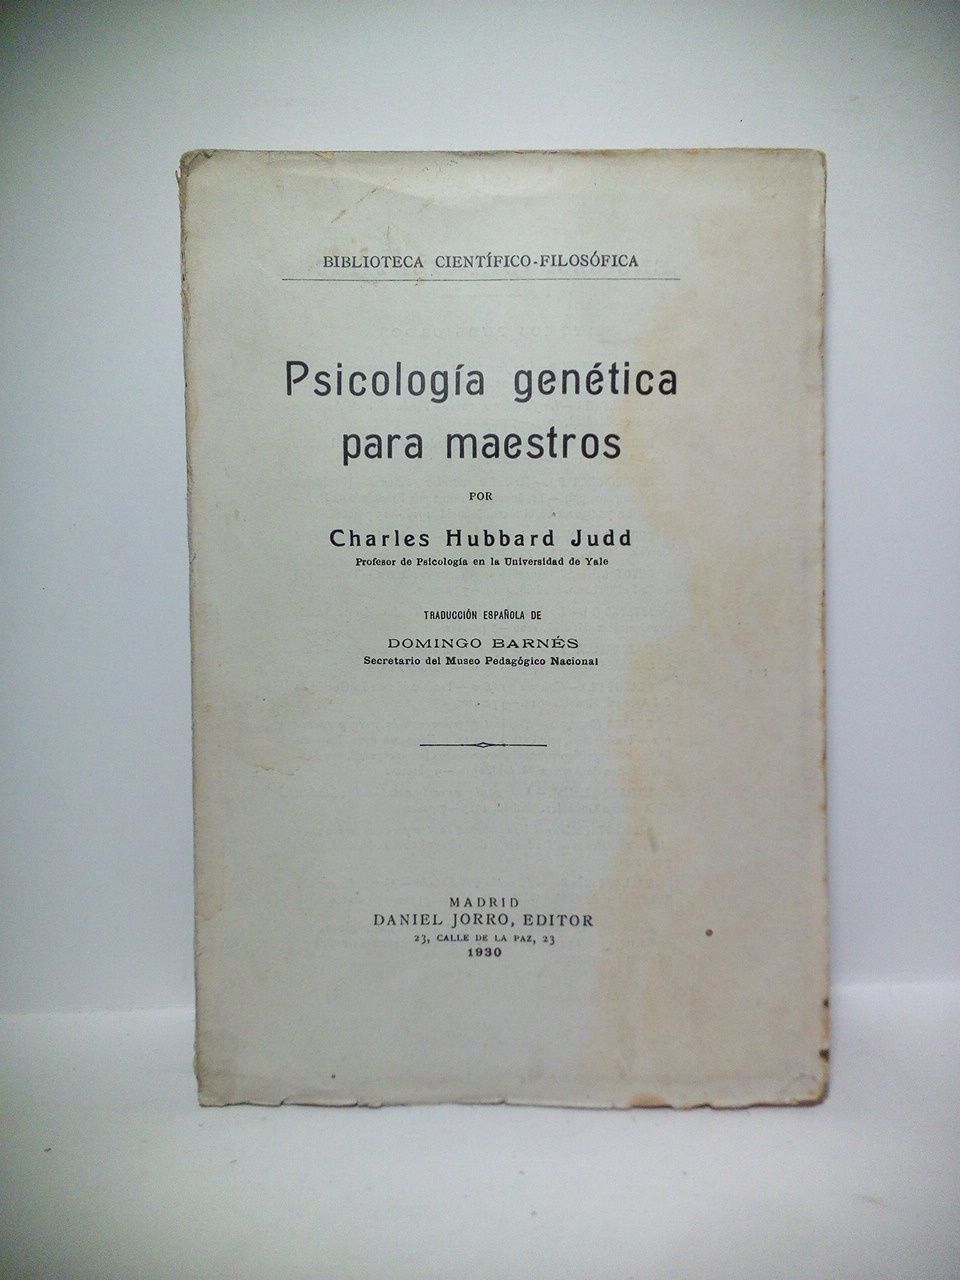 BIBLIOTECA CIENTÍFICO-FILOSÓFICA
Psicología genética
para maestros
POR
Charles Hubbard Judd
Profesor de Psicología en la Universidad de Yale
TRADUCCIÓN ESPAÑOLA DE
DOMINGO BARNÉS
Secretario del Museo Pedagógico Nacional
MADRID
DANIEL JORRO, EDITOR
23, CALLE DE LA PAZ, 23
1930